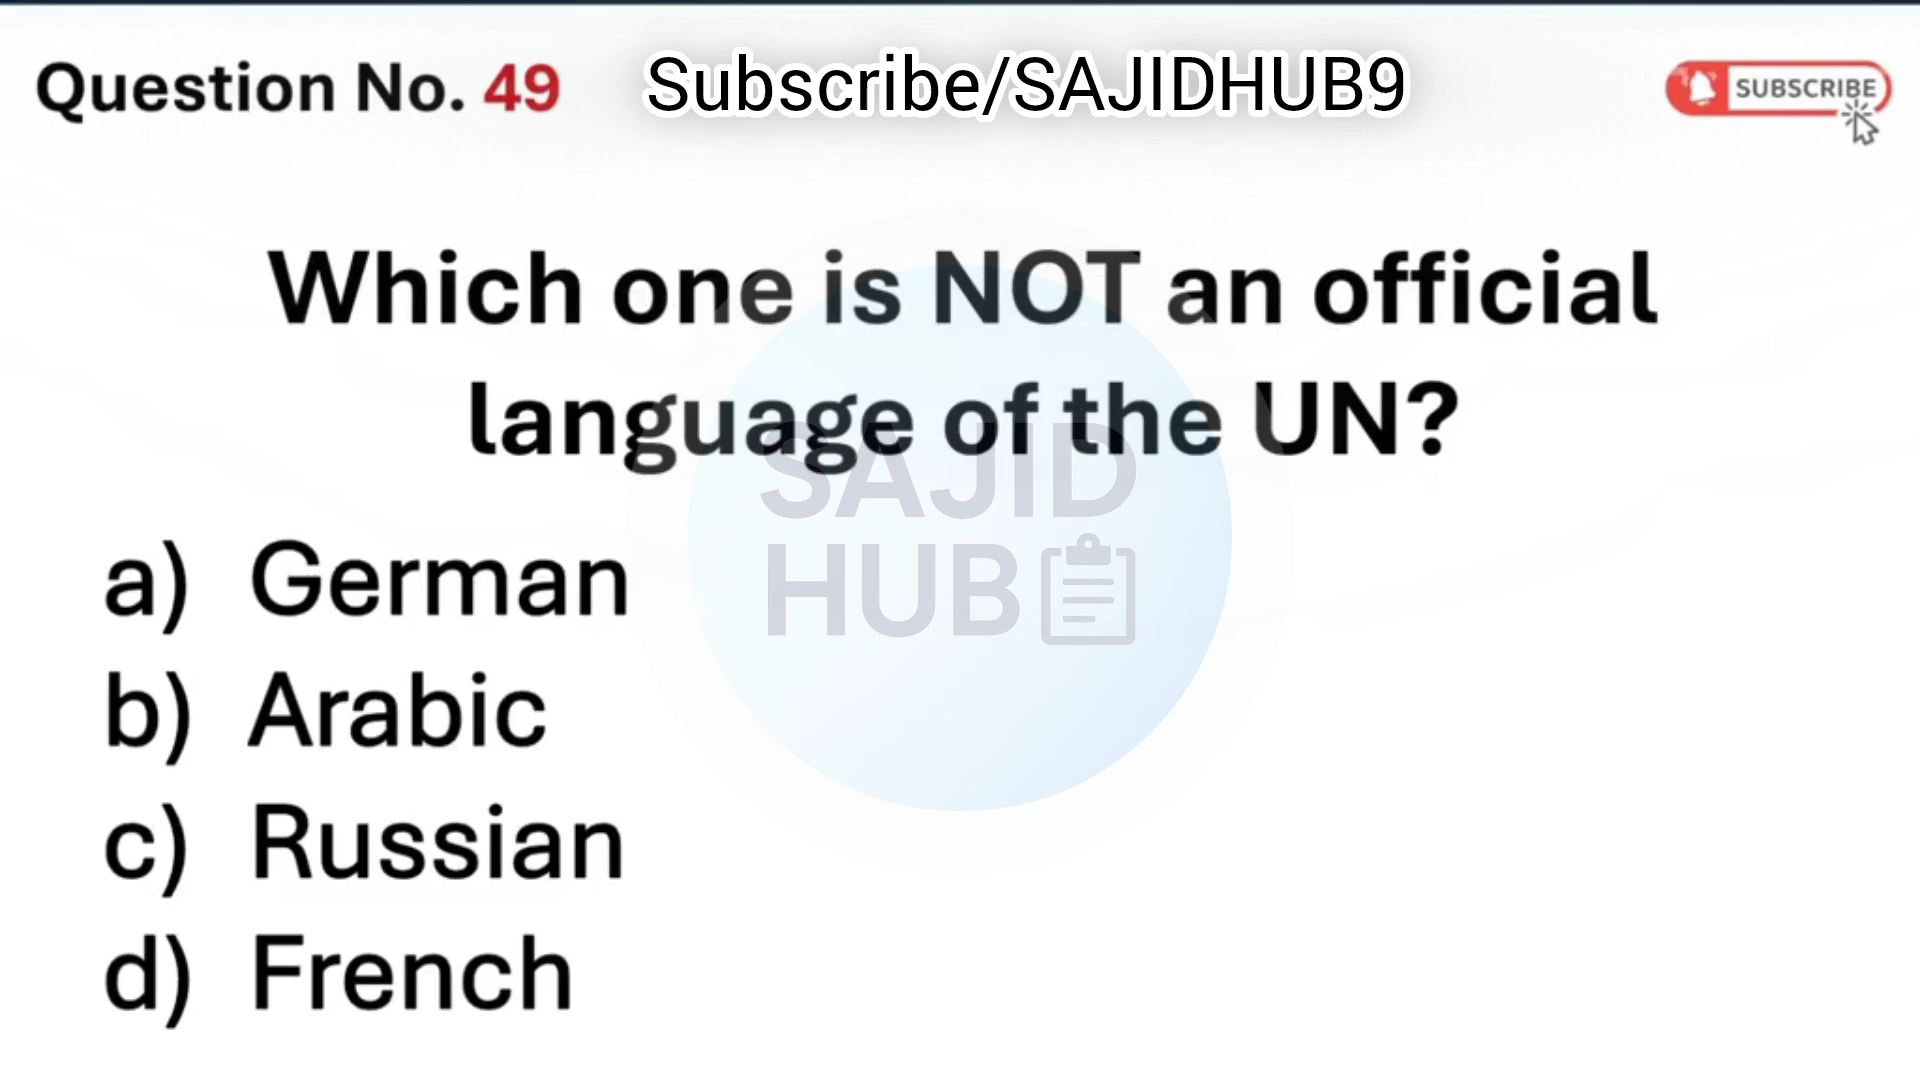 Question No. 49
Subscribe/SAJIDHUB9
SUBSCRIBE
Which one is NOT an official
language of the UN?
SAJID
HUB
a) German
b) Arabic
c) Russian
d) French